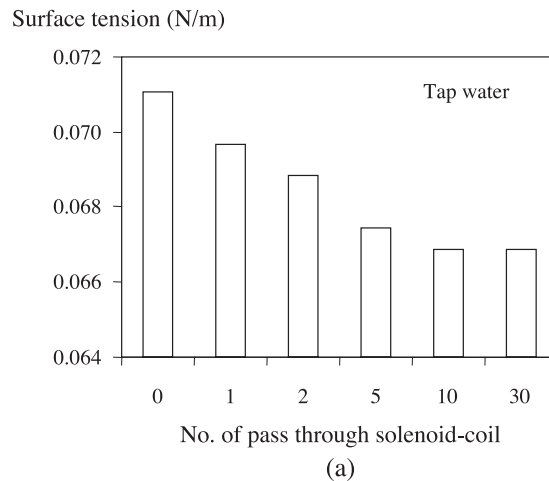 Surface tension (N/m)
0.072
Tap water
0.070
0.068
0.066
0.064
0 1 2 5 10 30
No. of pass through solenoid-coil
(a)